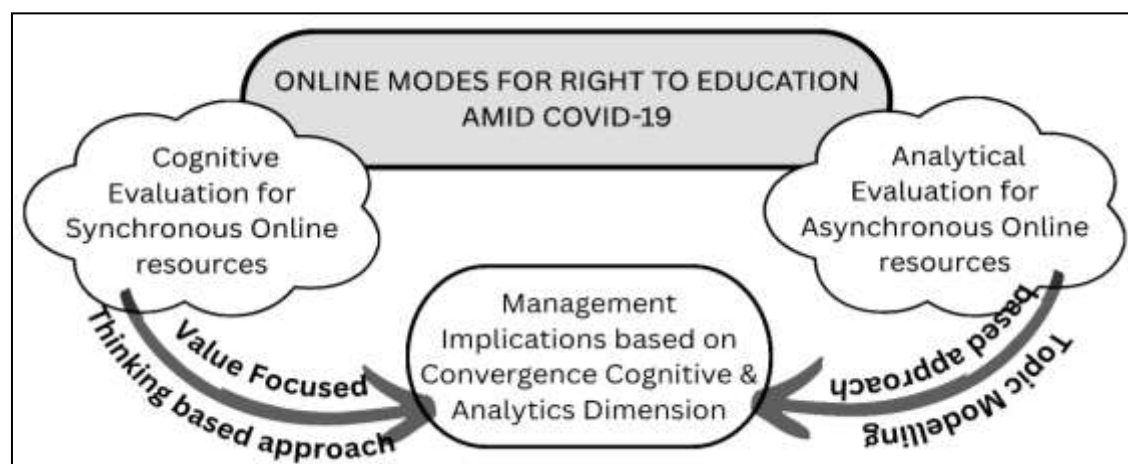 ONLINE MODES FOR RIGHT TO EDUCATION
AMID COVID-19
Cognitive
Evaluation for
Synchronous Online
resources
Analytical
Evaluation for
Asynchronous Online
resources
Value Focused
Thinking based approach
Management
Implications based on
Convergence Cognitive &
Analytics Dimension
Topic Modelling
based approach